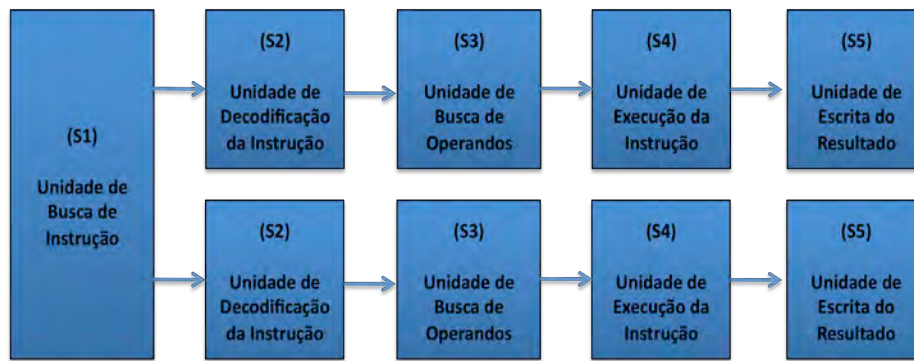 (S1)
Unidade de
Busca de
Instrução
(S2)
Unidade de
Decodificação
da Instrução
(S3)
Unidade de
Busca de
Operandos
(S4)
Unidade de
Execução da
Instrução
(S5)
Unidade de
Escrita do
Resultado
(S2)
Unidade de
Decodificação
da Instrução
(S3)
Unidade de
Busca de
Operandos
(S4)
Unidade de
Execução da
Instrução
(S5)
Unidade de
Escrita do
Resultado